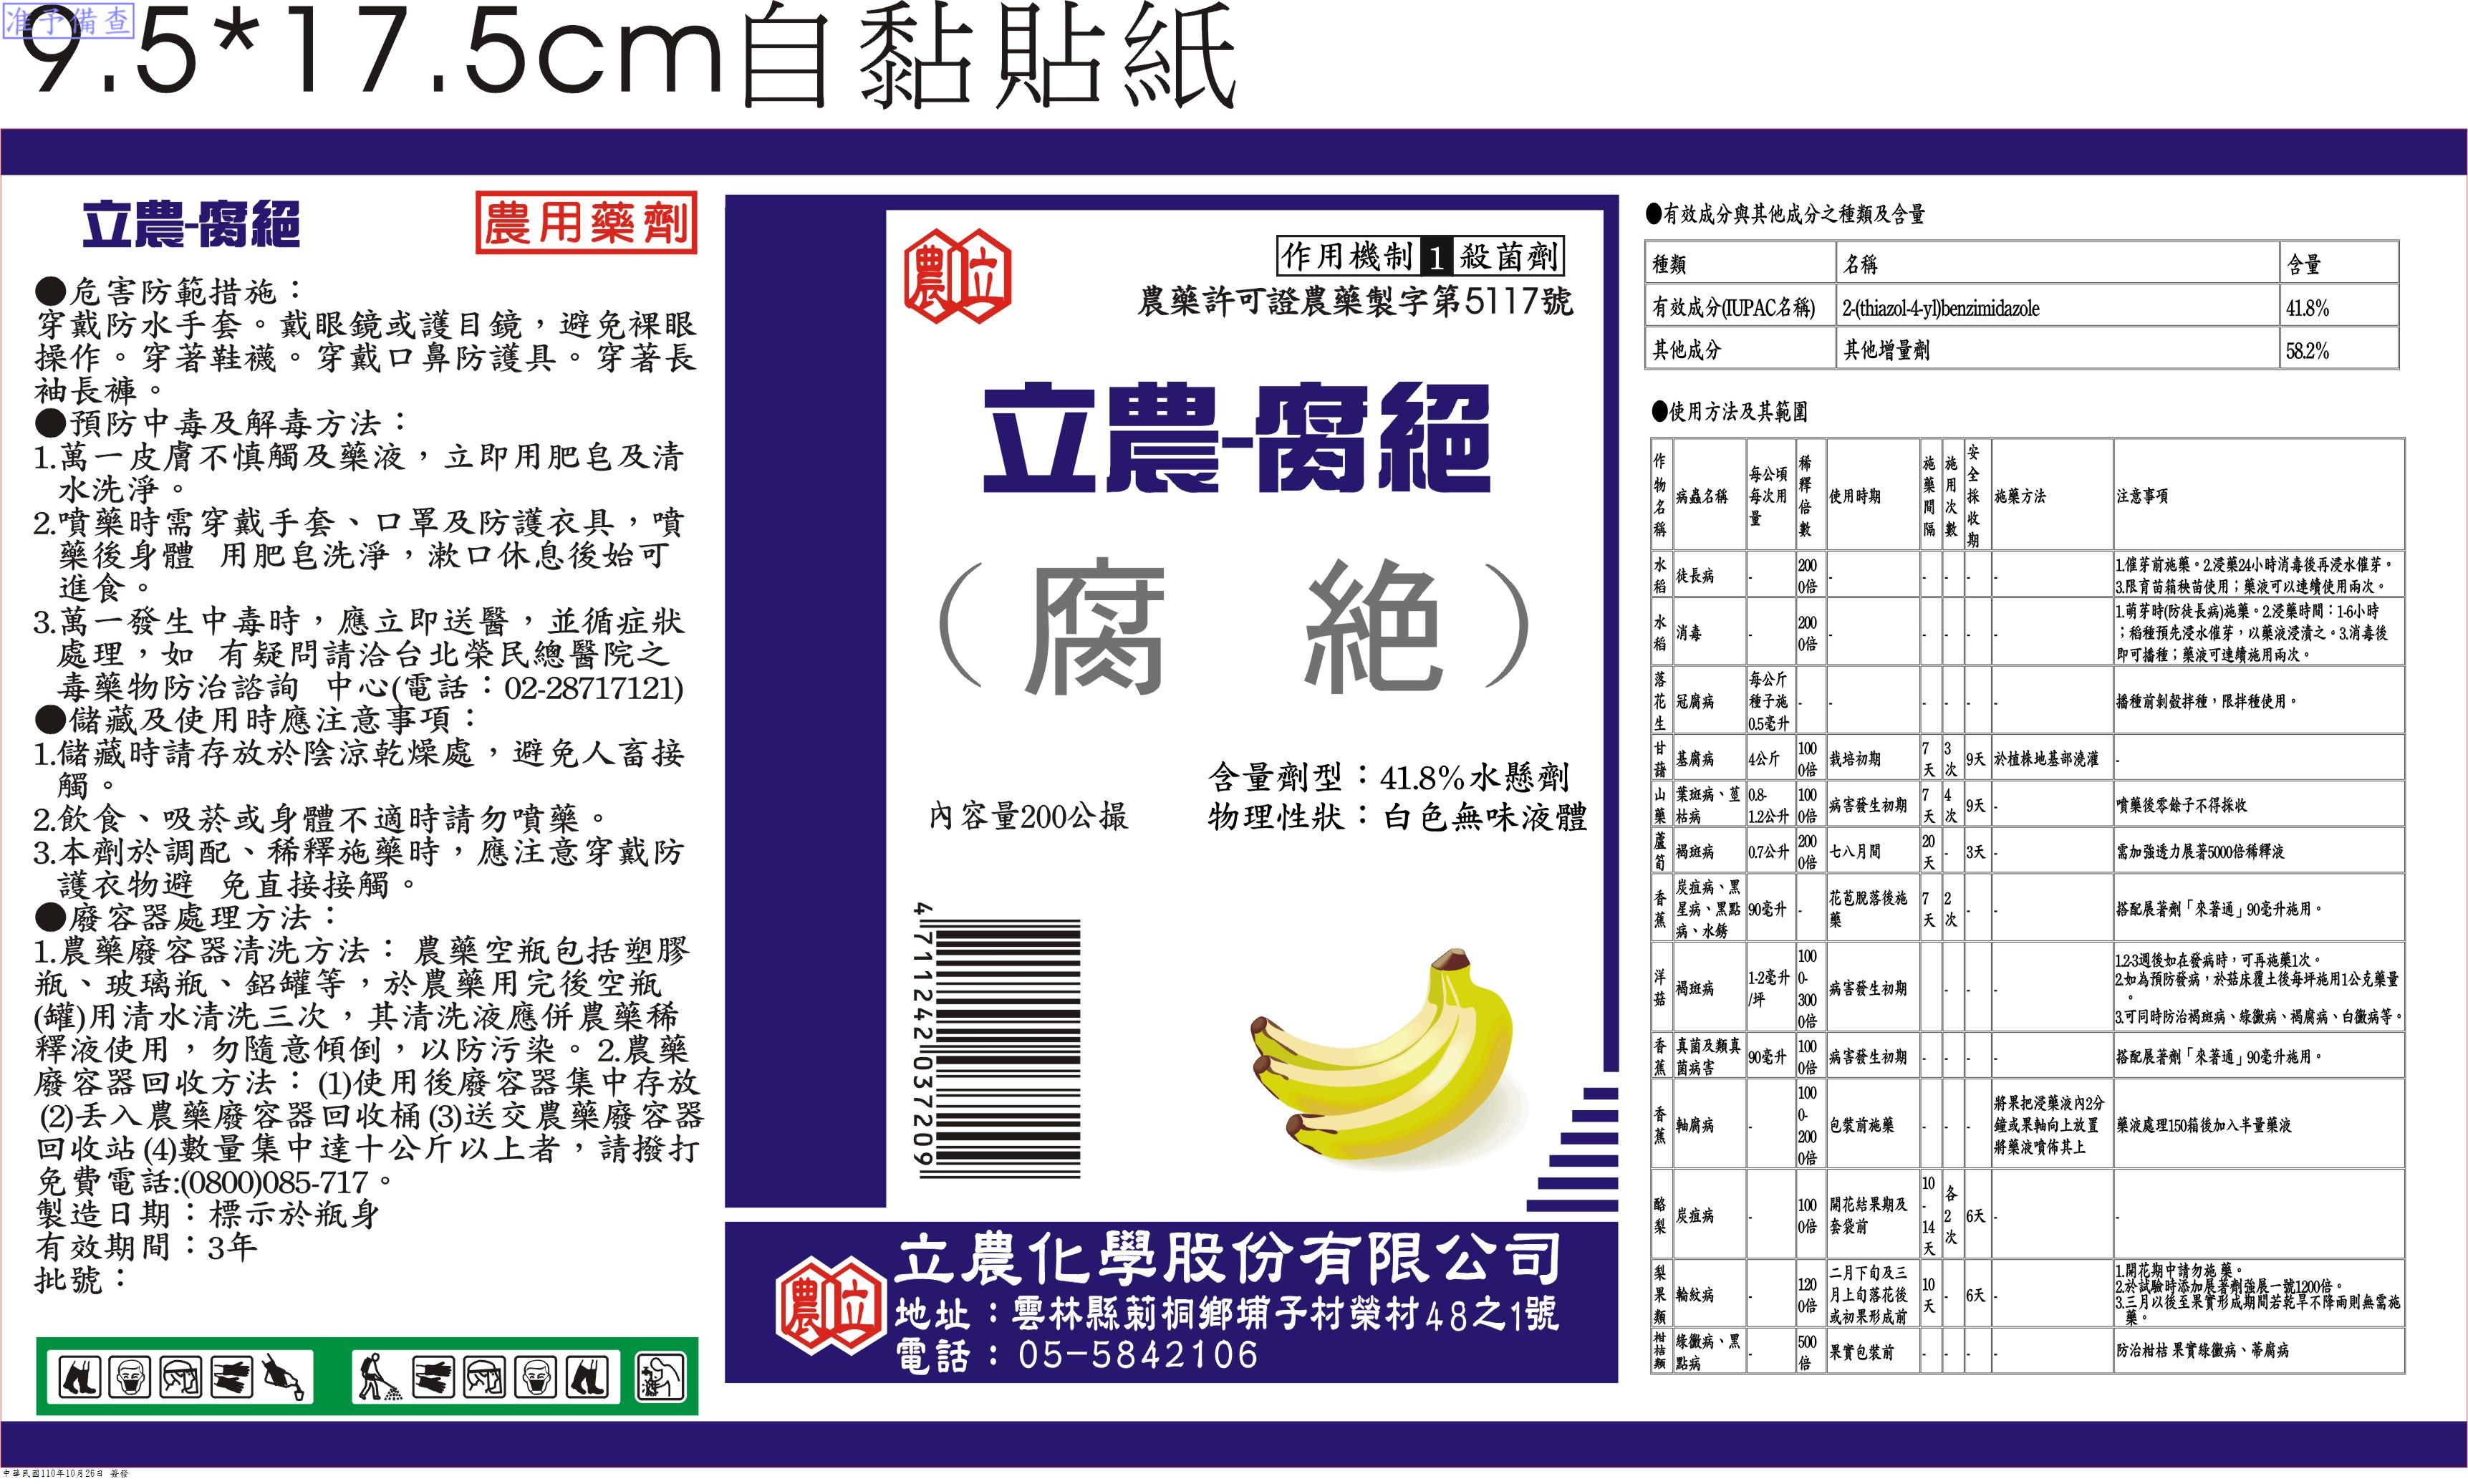 准予備查
9.5*17.5cm自黏貼紙
立農-腐絕
農用藥劑
●危害防範措施：
穿戴防水手套。戴眼鏡或護目鏡，避免裸眼
操作。穿著鞋襪。穿戴口鼻防護具。穿著長
袖長褲。
●預防中毒及解毒方法：
1.萬一皮膚不慎觸及藥液，立即用肥皂及清
水洗淨。
2.噴藥時需穿戴手套、口罩及防護衣具，噴
藥後身體 用肥皂洗淨，漱口休息後始可
進食。
3.萬一發生中毒時，應立即送醫，並循症狀
處理，如 有疑問請洽台北榮民總醫院之
毒藥物防治諮詢 中心(電話：02-28717121)
●儲藏及使用時應注意事項：
1.儲藏時請存放於陰涼乾燥處，避免人畜接
觸。
2.飲食、吸菸或身體不適時請勿噴藥。
3.本劑於調配、稀釋施藥時，應注意穿戴防
護衣物避 免直接接觸。
●廢容器處理方法：
1.農藥廢容器清洗方法： 農藥空瓶包括塑膠
瓶、玻璃瓶、鋁罐等，於農藥用完後空瓶
(罐)用清水清洗三次，其清洗液應併農藥稀
釋液使用，勿隨意傾倒，以防污染。2.農藥
廢容器回收方法： (1)使用後廢容器集中存放
(2)丟入農藥廢容器回收桶(3)送交農藥廢容器
回收站(4)數量集中達十公斤以上者，請撥打
免費電話:(0800)085-717。
製造日期：標示於瓶身
有效期間：3年
批號：
農立
作用機制 1 殺菌劑
農藥許可證農藥製字第5117號
立農-腐絕
（腐 絕）
含量劑型：41.8%水懸劑
內容量200公撮
物理性狀：白色無味液體
4 711242 037209
農立
立農化學股份有限公司
地址：雲林縣莿桐鄉埔子村榮村48之1號
電話：05-5842106
●有效成分與其他成分之種類及含量
種類 名稱 含量
有效成分(IUPAC名稱) 2-(thiazol-4-yl)benzimidazole 41.8%
其他成分 其他增量劑 58.2%
●使用方法及其範圍
作物名稱 病蟲名稱 每公頃每次用量 稀釋倍數 使用時期 施藥間隔 施用次數 安全採收期 施藥方法 注意事項
水稻 徒長病 - 2000倍 - - - - - 1.催芽前施藥。2.浸藥24小時消毒後再浸水催芽。
3.限育苗箱秧苗使用；藥液可以連續使用兩次。
水稻 消毒 - 2000倍 - - - - - 1.萌芽時(防徒長病)施藥。2.浸藥時間：1-6小時
；稻種預先浸水催芽，以藥液浸漬之。3.消毒後
即可播種；藥液可連續施用兩次。
落花生 冠腐病 每公斤種子施0.5毫升 - - - - - - 播種前剝殼拌種，限拌種使用。
甘藷 基腐病 4公斤 1000倍 栽培初期 7天 3次 9天 於植株地基部澆灌 -
山藥 葉斑病、莖枯病 0.8-1.2公升 1000倍 病害發生初期 7天 4次 9天 - 噴藥後零餘子不得採收
蘆筍 褐斑病 0.7公升 2000倍 七八月間 20天 - 3天 - 需加強透力展著5000倍稀釋液
香蕉 炭疽病、黑星病、黑點病、水銹 90毫升 - 花苞脫落後施藥 7天 2次 - - 搭配展著劑「來著通」90毫升施用。
洋菇 褐斑病 1-2毫升/坪 1000-3000倍 病害發生初期 - - - - 1.2-3週後如在發病時，可再施藥1次。
2.如為預防發病，於菇床覆土後每坪施用1公克藥量
。
3.可同時防治褐斑病、綠黴病、褐腐病、白黴病等。
香蕉 真菌及類真菌病害 90毫升 1000倍 病害發生初期 - - - - 搭配展著劑「來著通」90毫升施用。
香蕉 軸腐病 - 1000-2000倍 包裝前施藥 - - - 將果把浸藥液內2分鐘或果軸向上放置將藥液噴佈其上 藥液處理150箱後加入半量藥液
酪梨 炭疽病 - 1000倍 開花結果期及套袋前 10-14天 各2次 6天 - -
梨果類 輪紋病 - 1200倍 二月下旬及三月上旬落花後或初果形成前 10天 - 6天 - 1.開花期中請勿施 藥。
2.於試驗時添加展著劑強展一號1200倍。
3.三月以後至果實形成期間若乾旱不降雨則無需施
藥。
柑桔類 綠黴病、黑點病 - 500倍 果實包裝前 - - - - 防治柑桔 果實綠黴病、蒂腐病
中華民國110年10月26日 簽發